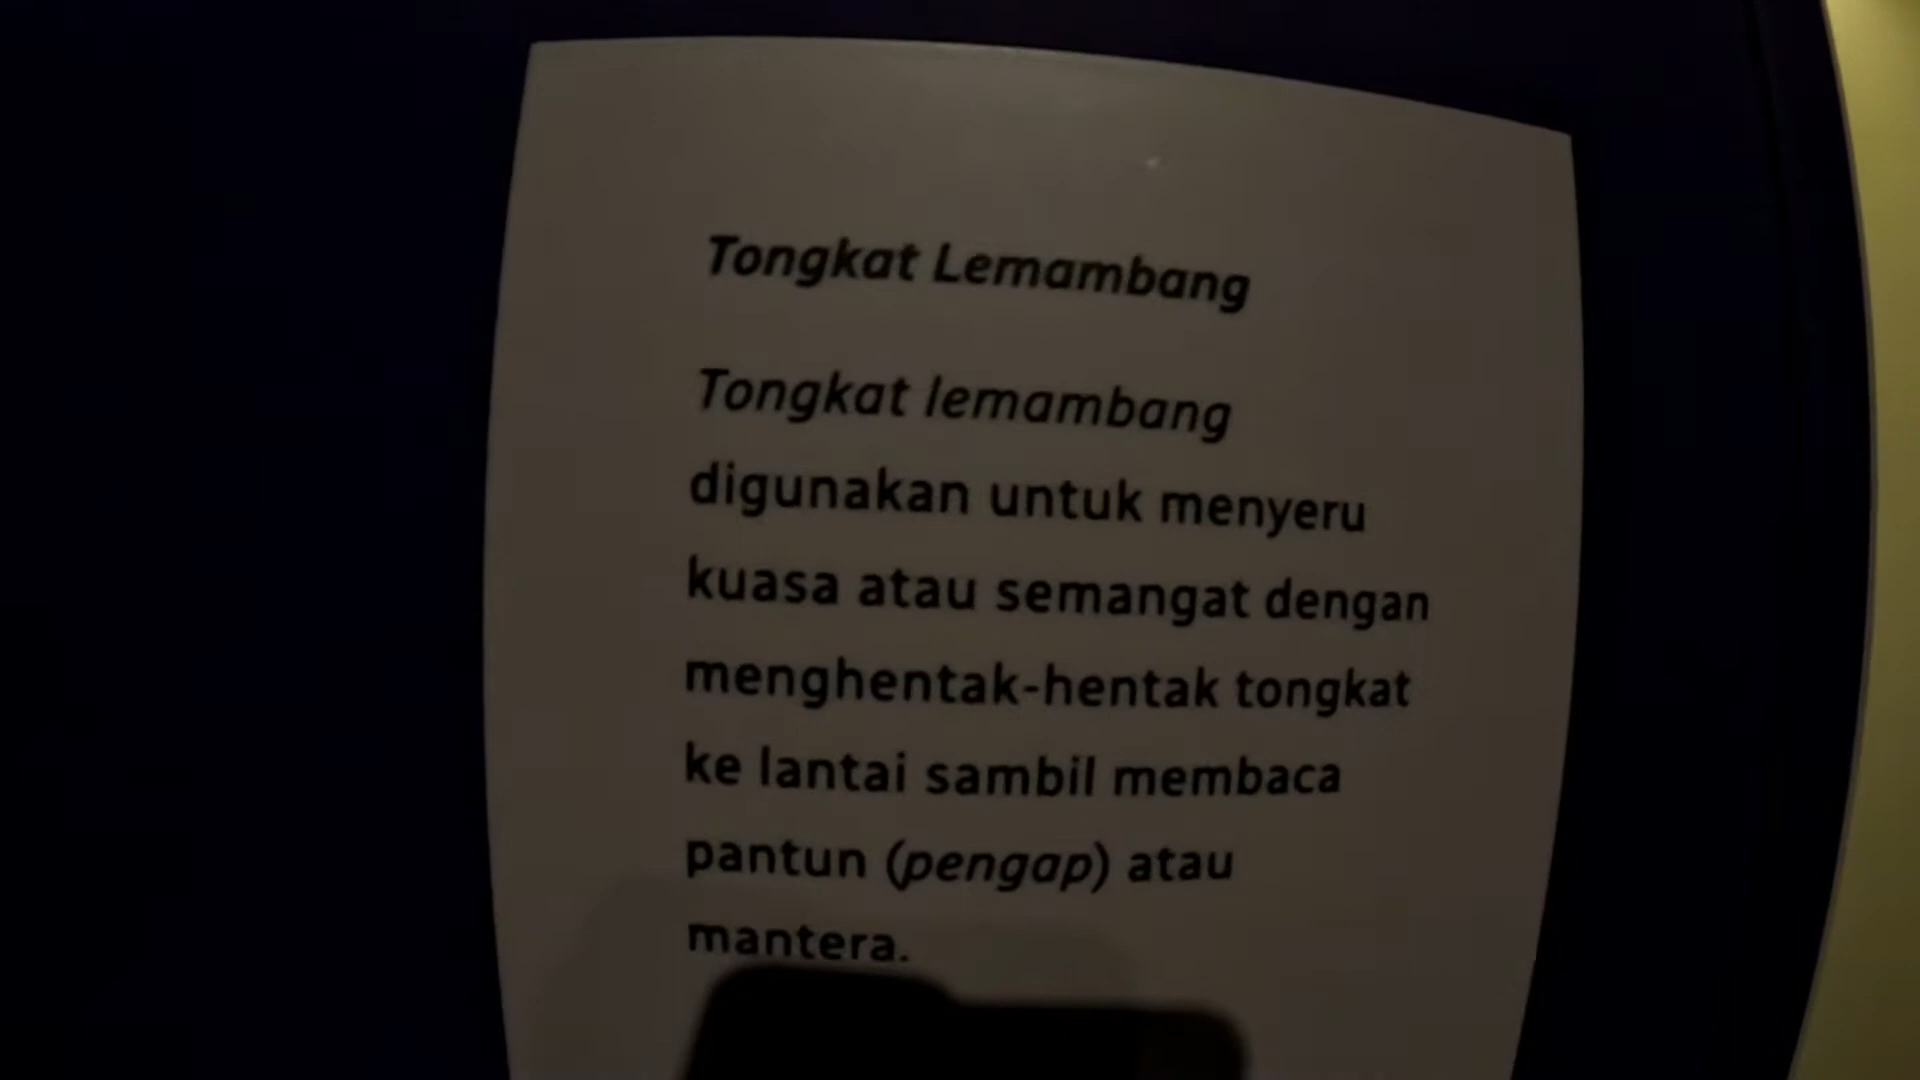 Tongkat Lemambang
Tongkat lemambang
digunakan untuk menyeru
kuasa atau semangat dengan
menghentak-hentak tongkat
ke lantai sambil membaca
pantun (pengap) atau
mantera.